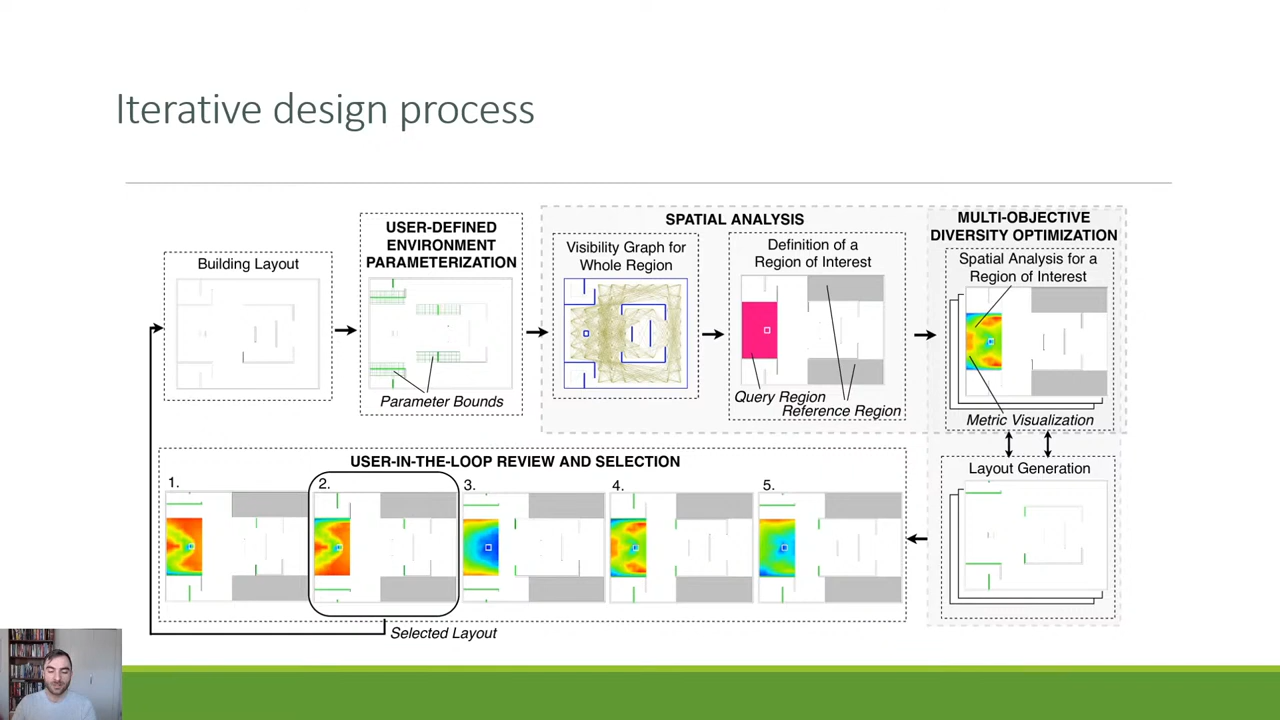 Iterative design process
Building Layout
USER-DEFINED
ENVIRONMENT
PARAMETERIZATION
Parameter Bounds
SPATIAL ANALYSIS
Visibility Graph for
Whole Region
Definition of a
Region of Interest
Query Region
Reference Region
MULTI-OBJECTIVE
DIVERSITY OPTIMIZATION
Spatial Analysis for a
Region of Interest
Metric Visualization
Layout Generation
USER-IN-THE-LOOP REVIEW AND SELECTION
1.
2.
3.
4.
5.
Selected Layout